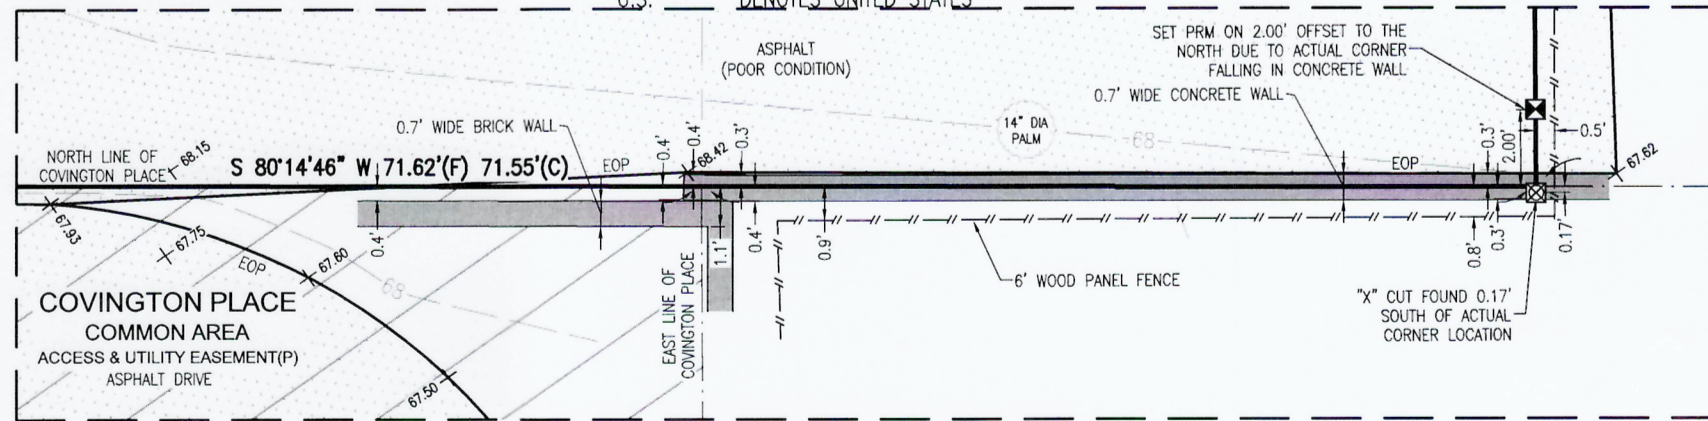 U.S. DENOTES UNITED STATES
ASPHALT
(POOR CONDITION)
SET PRM ON 2.00' OFFSET TO THE
NORTH DUE TO ACTUAL CORNER
FALLING IN CONCRETE WALL
0.7' WIDE CONCRETE WALL
14" DIA
PALM
68
0.7' WIDE BRICK WALL
NORTH LINE OF
COVINGTON PLACE
68.15
S 80°14'46" W 71.62'(F) 71.55'(C)
EOP
0.4'
0.4'
68.42
0.3'
EOP
0.3'
2.00'
0.5'
67.62
67.93
67.75
EOP
67.60
68
0.4'
1.1'
0.4'
0.9'
0.8'
0.3'
0.17'
6' WOOD PANEL FENCE
"X" CUT FOUND 0.17'
SOUTH OF ACTUAL
CORNER LOCATION
EAST LINE OF
COVINGTON PLACE
COVINGTON PLACE
COMMON AREA
ACCESS & UTILITY EASEMENT(P)
ASPHALT DRIVE
67.50